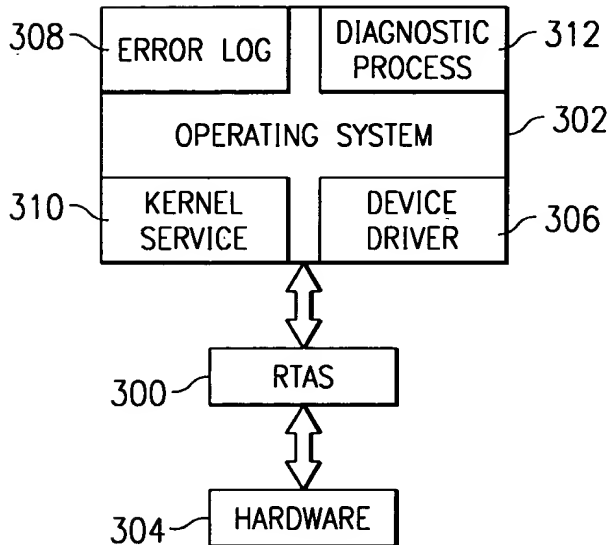 308
ERROR LOG
DIAGNOSTIC
PROCESS
312
OPERATING SYSTEM
302
310
KERNEL
SERVICE
DEVICE
DRIVER
306
300
RTAS
304
HARDWARE